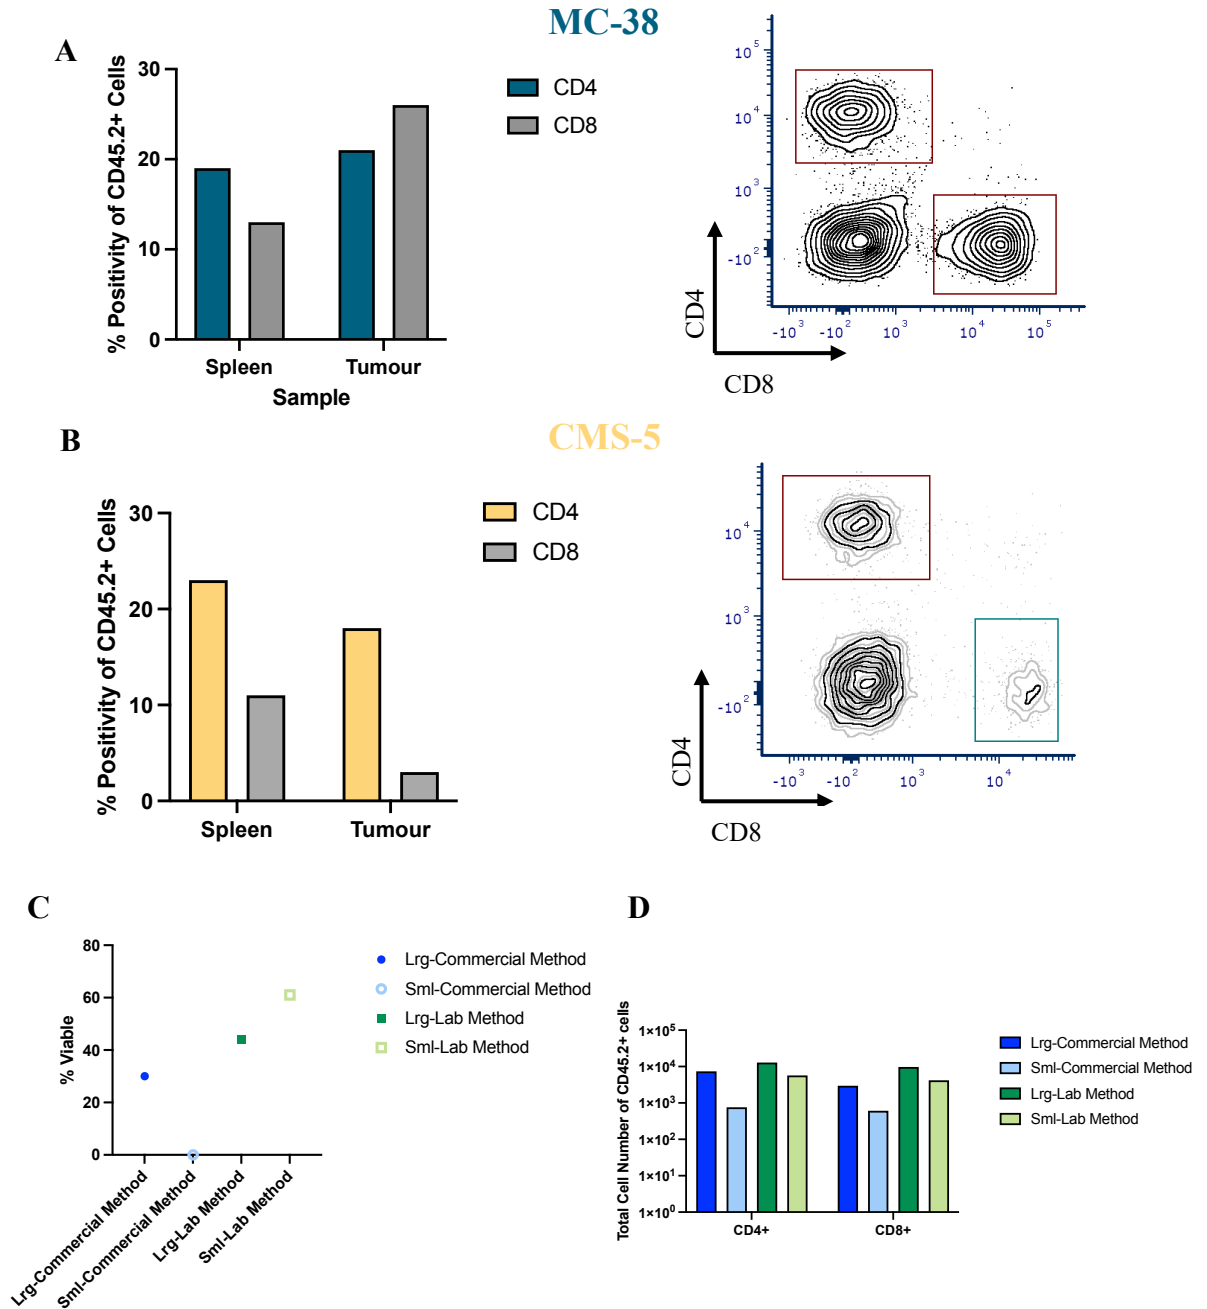 MC-38
A
% Positivity of CD45.2+ Cells
30
20
10
0
Spleen
Tumour
Sample
CD4
CD8
10^5
10^4
10^3
-10^2
-10^3
-10^2
10^3
10^4
10^5
CD4
CD8
CMS-5
B
% Positivity of CD45.2+ Cells
30
20
10
0
Spleen
Tumour
CD4
CD8
10^4
10^3
-10^2
-10^3
-10^2
10^3
10^4
CD4
CD8
C
% Viable
80
60
40
20
0
Lrg-Commercial Method
Sml-Commercial Method
Lrg-Lab Method
Sml-Lab Method
Lrg-Commercial Method
Sml-Commercial Method
Lrg-Lab Method
Sml-Lab Method
D
Total Cell Number of CD45.2+ cells
1×10^5
1×10^4
1×10^3
1×10^2
1×10^1
1×10^0
CD4+
CD8+
Lrg-Commercial Method
Sml-Commercial Method
Lrg-Lab Method
Sml-Lab Method